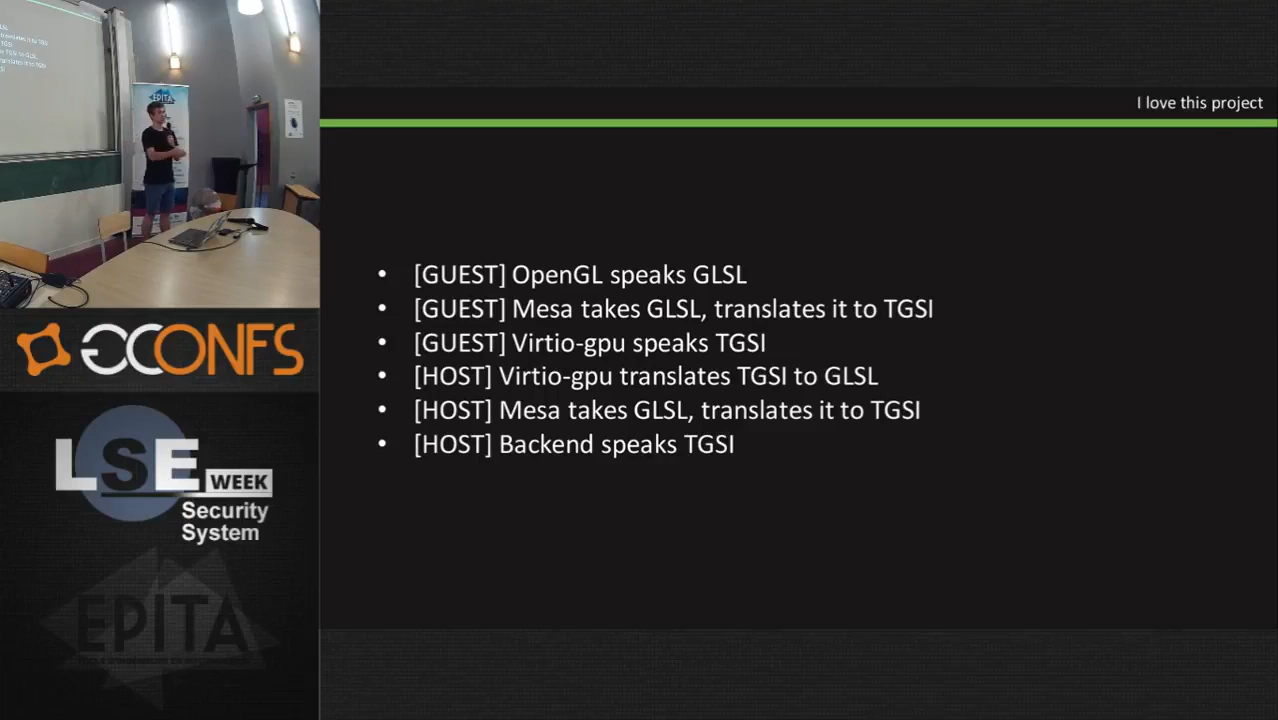 I love this project
• [GUEST] OpenGL speaks GLSL
• [GUEST] Mesa takes GLSL, translates it to TGSI
• [GUEST] Virtio-gpu speaks TGSI
• [HOST] Virtio-gpu translates TGSI to GLSL
• [HOST] Mesa takes GLSL, translates it to TGSI
• [HOST] Backend speaks TGSI
EPITA
GCONFS
LSE WEEK
Security
System
EPITA